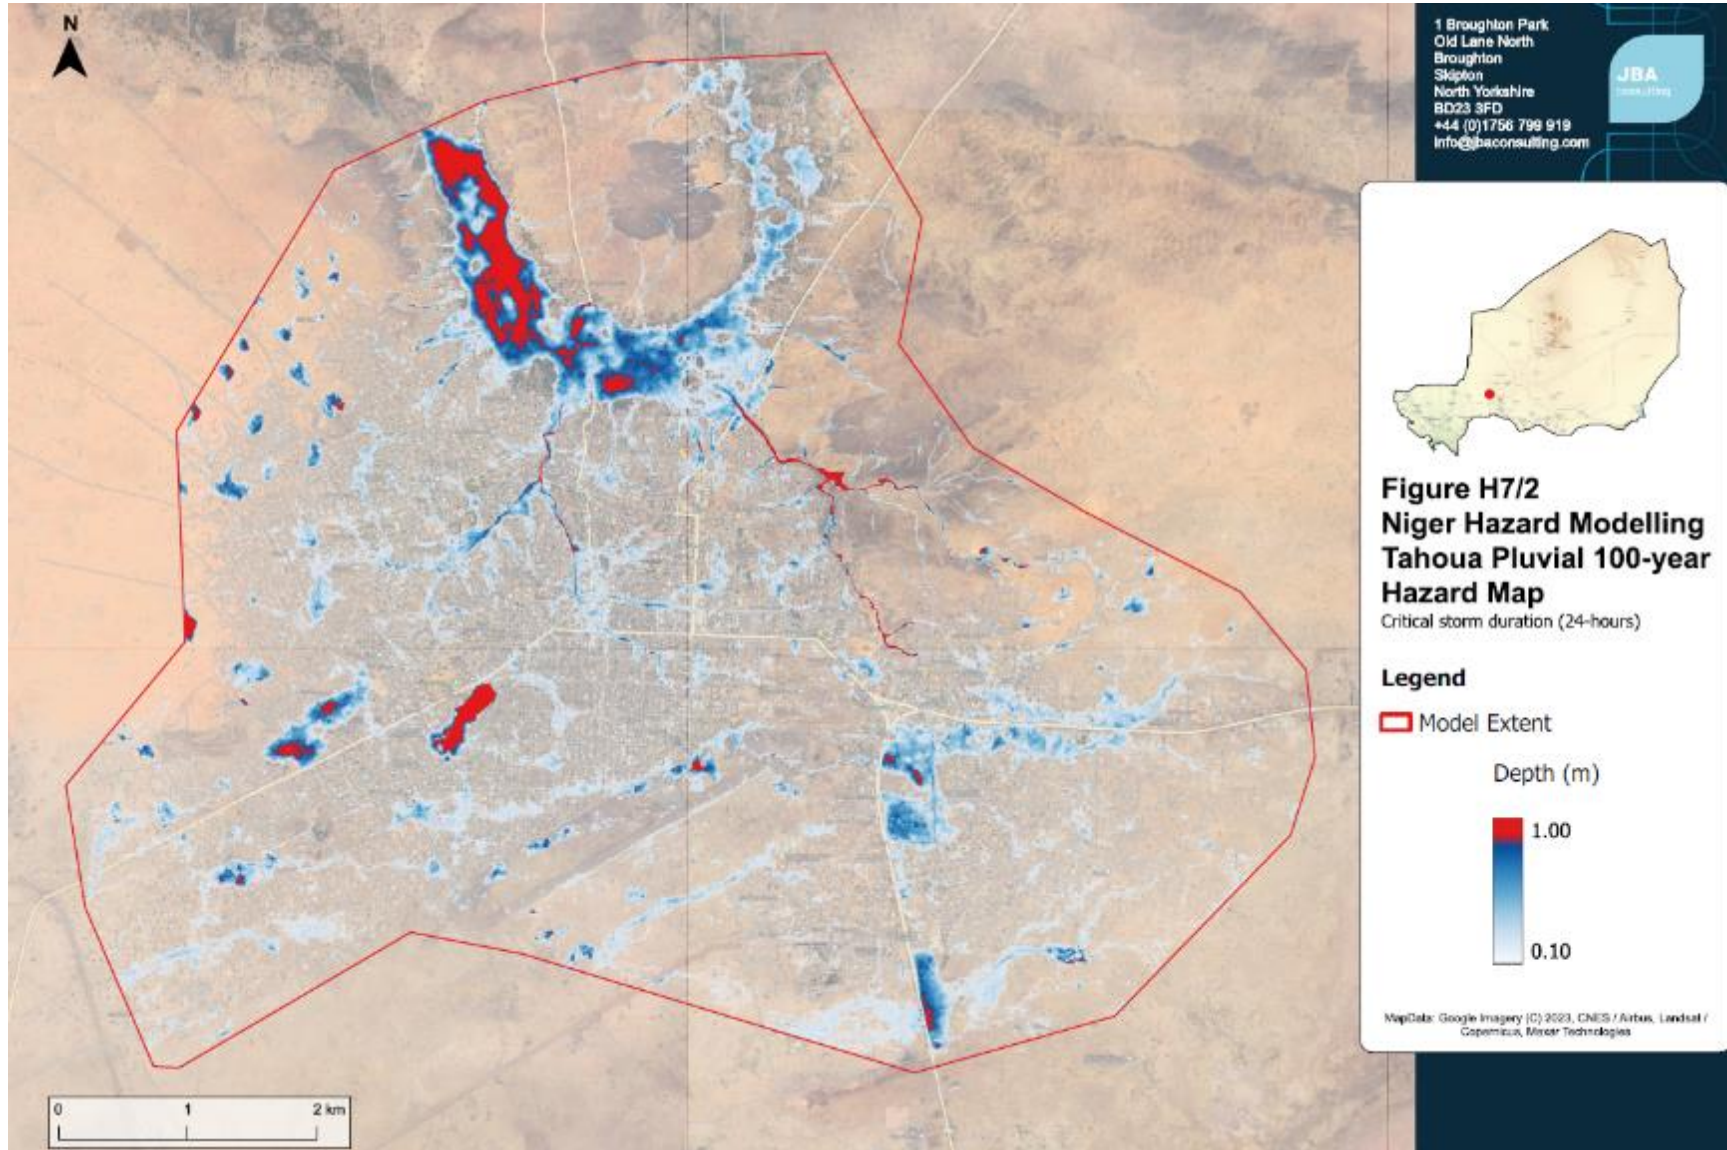 N
1 Broughton Park
Old Lane North
Broughton
Skipton
North Yorkshire
BD23 3FD
+44 (0)1756 799 919
info@jbaconsulting.com
JBA
consulting
Figure H7/2
Niger Hazard Modelling
Tahoua Pluvial 100-year
Hazard Map
Critical storm duration (24-hours)
Legend
Model Extent
Depth (m)
1.00
0.10
MapData: Google Imagery (C) 2023, CNES / Airbus, Landsat /
Copernicus, Maxar Technologies
0 1 2 km